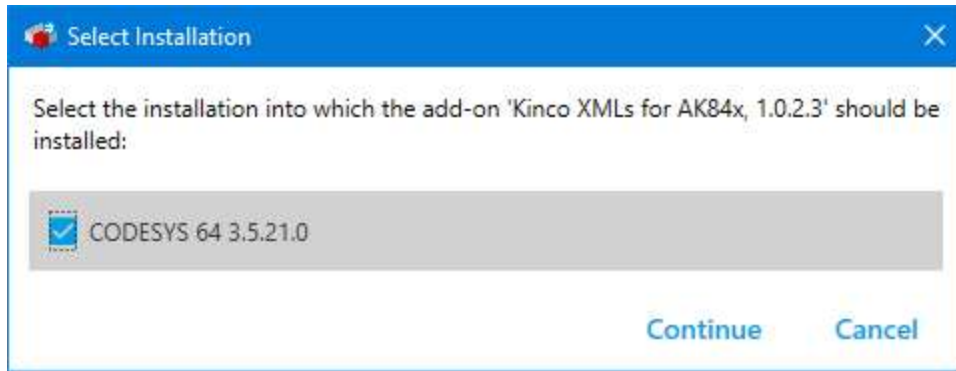 Select Installation
Select the installation into which the add-on 'Kinco XMLs for AK84x, 1.0.2.3' should be
installed:
CODESYS 64 3.5.21.0
Continue Cancel